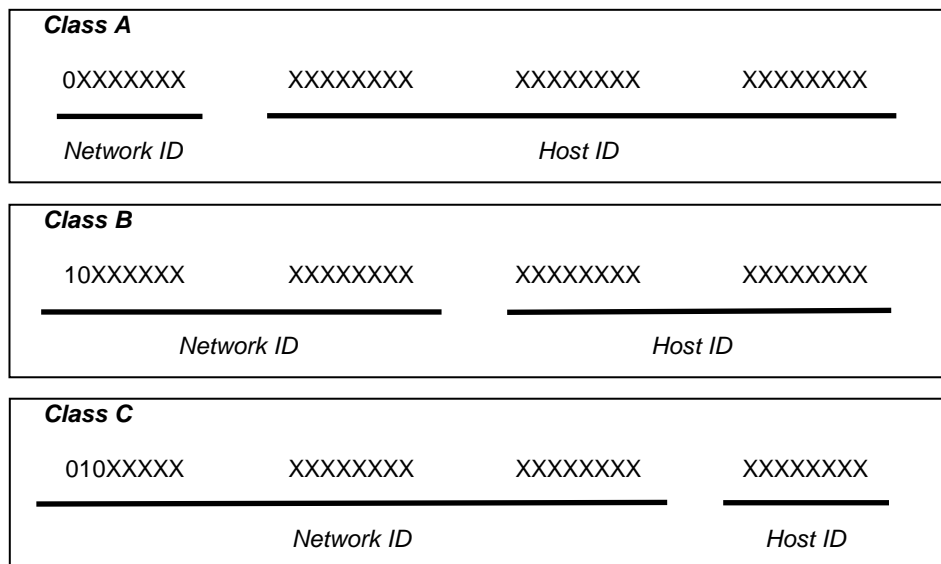 Class A
0XXXXXXX XXXXXXXX XXXXXXXX XXXXXXXX
Network ID Host ID
Class B
10XXXXXX XXXXXXXX XXXXXXXX XXXXXXXX
Network ID Host ID
Class C
010XXXXX XXXXXXXX XXXXXXXX XXXXXXXX
Network ID Host ID